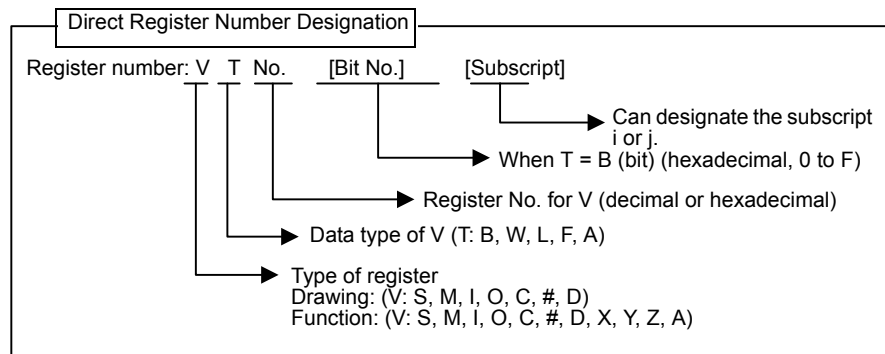 Direct Register Number Designation
Register number: V T No. [Bit No.] [Subscript]
Can designate the subscript
i or j.
When T = B (bit) (hexadecimal, 0 to F)
Register No. for V (decimal or hexadecimal)
Data type of V (T: B, W, L, F, A)
Type of register
Drawing: (V: S, M, I, O, C, #, D)
Function: (V: S, M, I, O, C, #, D, X, Y, Z, A)